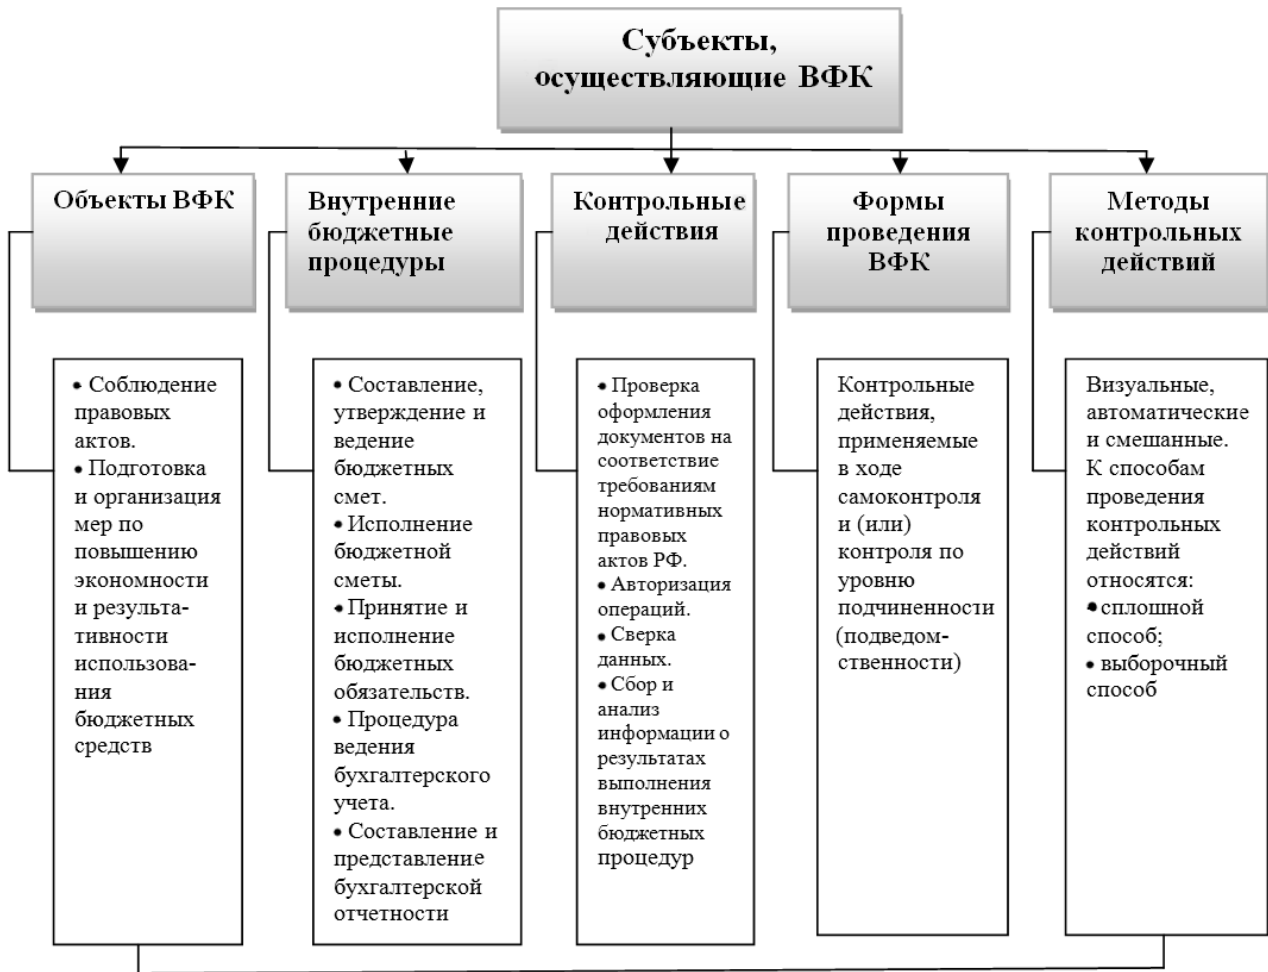 Субъекты,
осуществляющие ВФК
Объекты ВФК
• Соблюдение
правовых
актов.
• Подготовка
и организация
мер по
повышению
экономности
и результа-
тивности
использова-
ния
бюджетных
средств
Внутренние
бюджетные
процедуры
• Составление,
утверждение и
ведение
бюджетных
смет.
• Исполнение
бюджетной
сметы.
• Принятие и
исполнение
бюджетных
обязательств.
• Процедура
ведения
бухгалтерского
учета.
• Составление и
представление
бухгалтерской
отчетности
Контрольные
действия
• Проверка
оформления
документов на
соответствие
требованиям
нормативных
правовых
актов РФ.
• Авторизация
операций.
• Сверка
данных.
• Сбор и
анализ
информации о
результатах
выполнения
внутренних
бюджетных
процедур
Формы
проведения
ВФК
Контрольные
действия,
применяемые
в ходе
самоконтроля
и (или)
контроля по
уровню
подчиненности
(подведом-
ственности)
Методы
контрольных
действий
Визуальные,
автоматические
и смешанные.
К способам
проведения
контрольных
действий
относятся:
• сплошной
способ;
• выборочный
способ